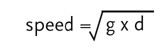 speed = √g x d